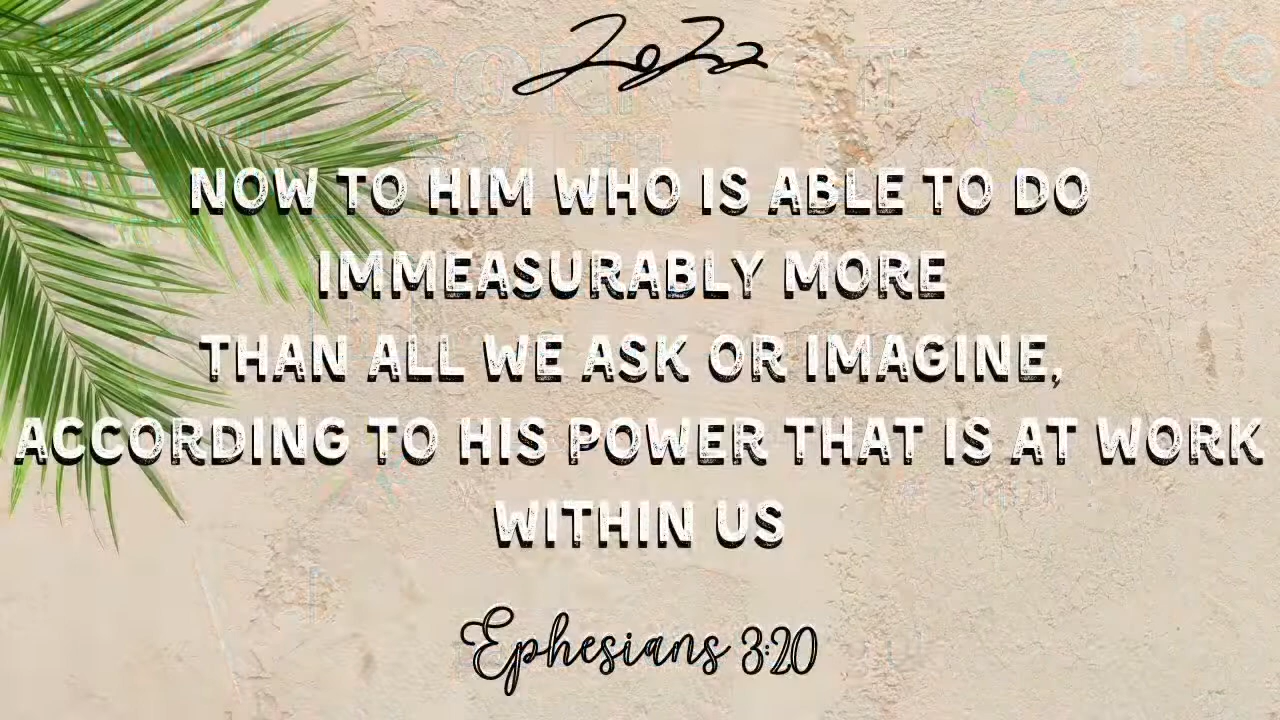 2022
NOW TO HIM WHO IS ABLE TO DO
IMMEASURABLY MORE
THAN ALL WE ASK OR IMAGINE,
ACCORDING TO HIS POWER THAT IS AT WORK
WITHIN US
Ephesians 3:20